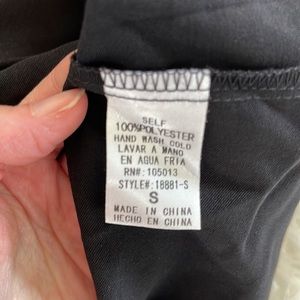 SELF
100%POLYESTER
HAND WASH COLD
LAVAR A MANO
EN AGUA FRIA
RN#: 105013
STYLE#:18881-S
S
MADE IN CHINA
HECHO EN CHINA